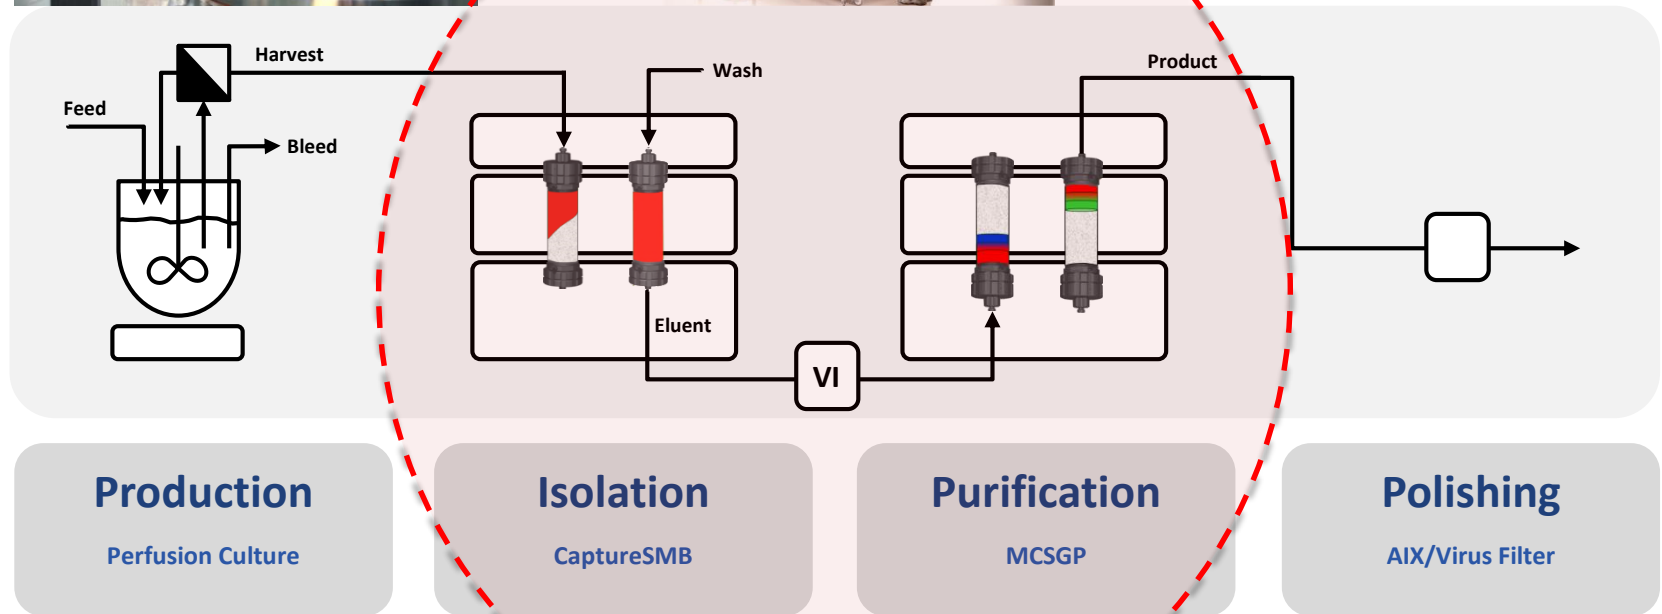 Harvest
Feed
Bleed
Wash
Eluent
VI
Product
Production
Perfusion Culture
Isolation
CaptureSMB
Purification
MCSGP
Polishing
AIX/Virus Filter